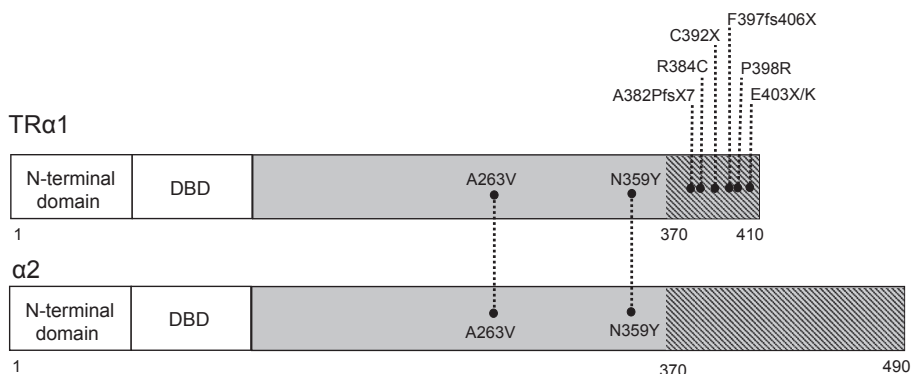 F397fs406X
C392X
R384C
P398R
A382PfsX7
E403X/K
TRα1
N-terminal
domain
DBD
A263V
N359Y
1
370
410
α2
N-terminal
domain
DBD
A263V
N359Y
1
370
490